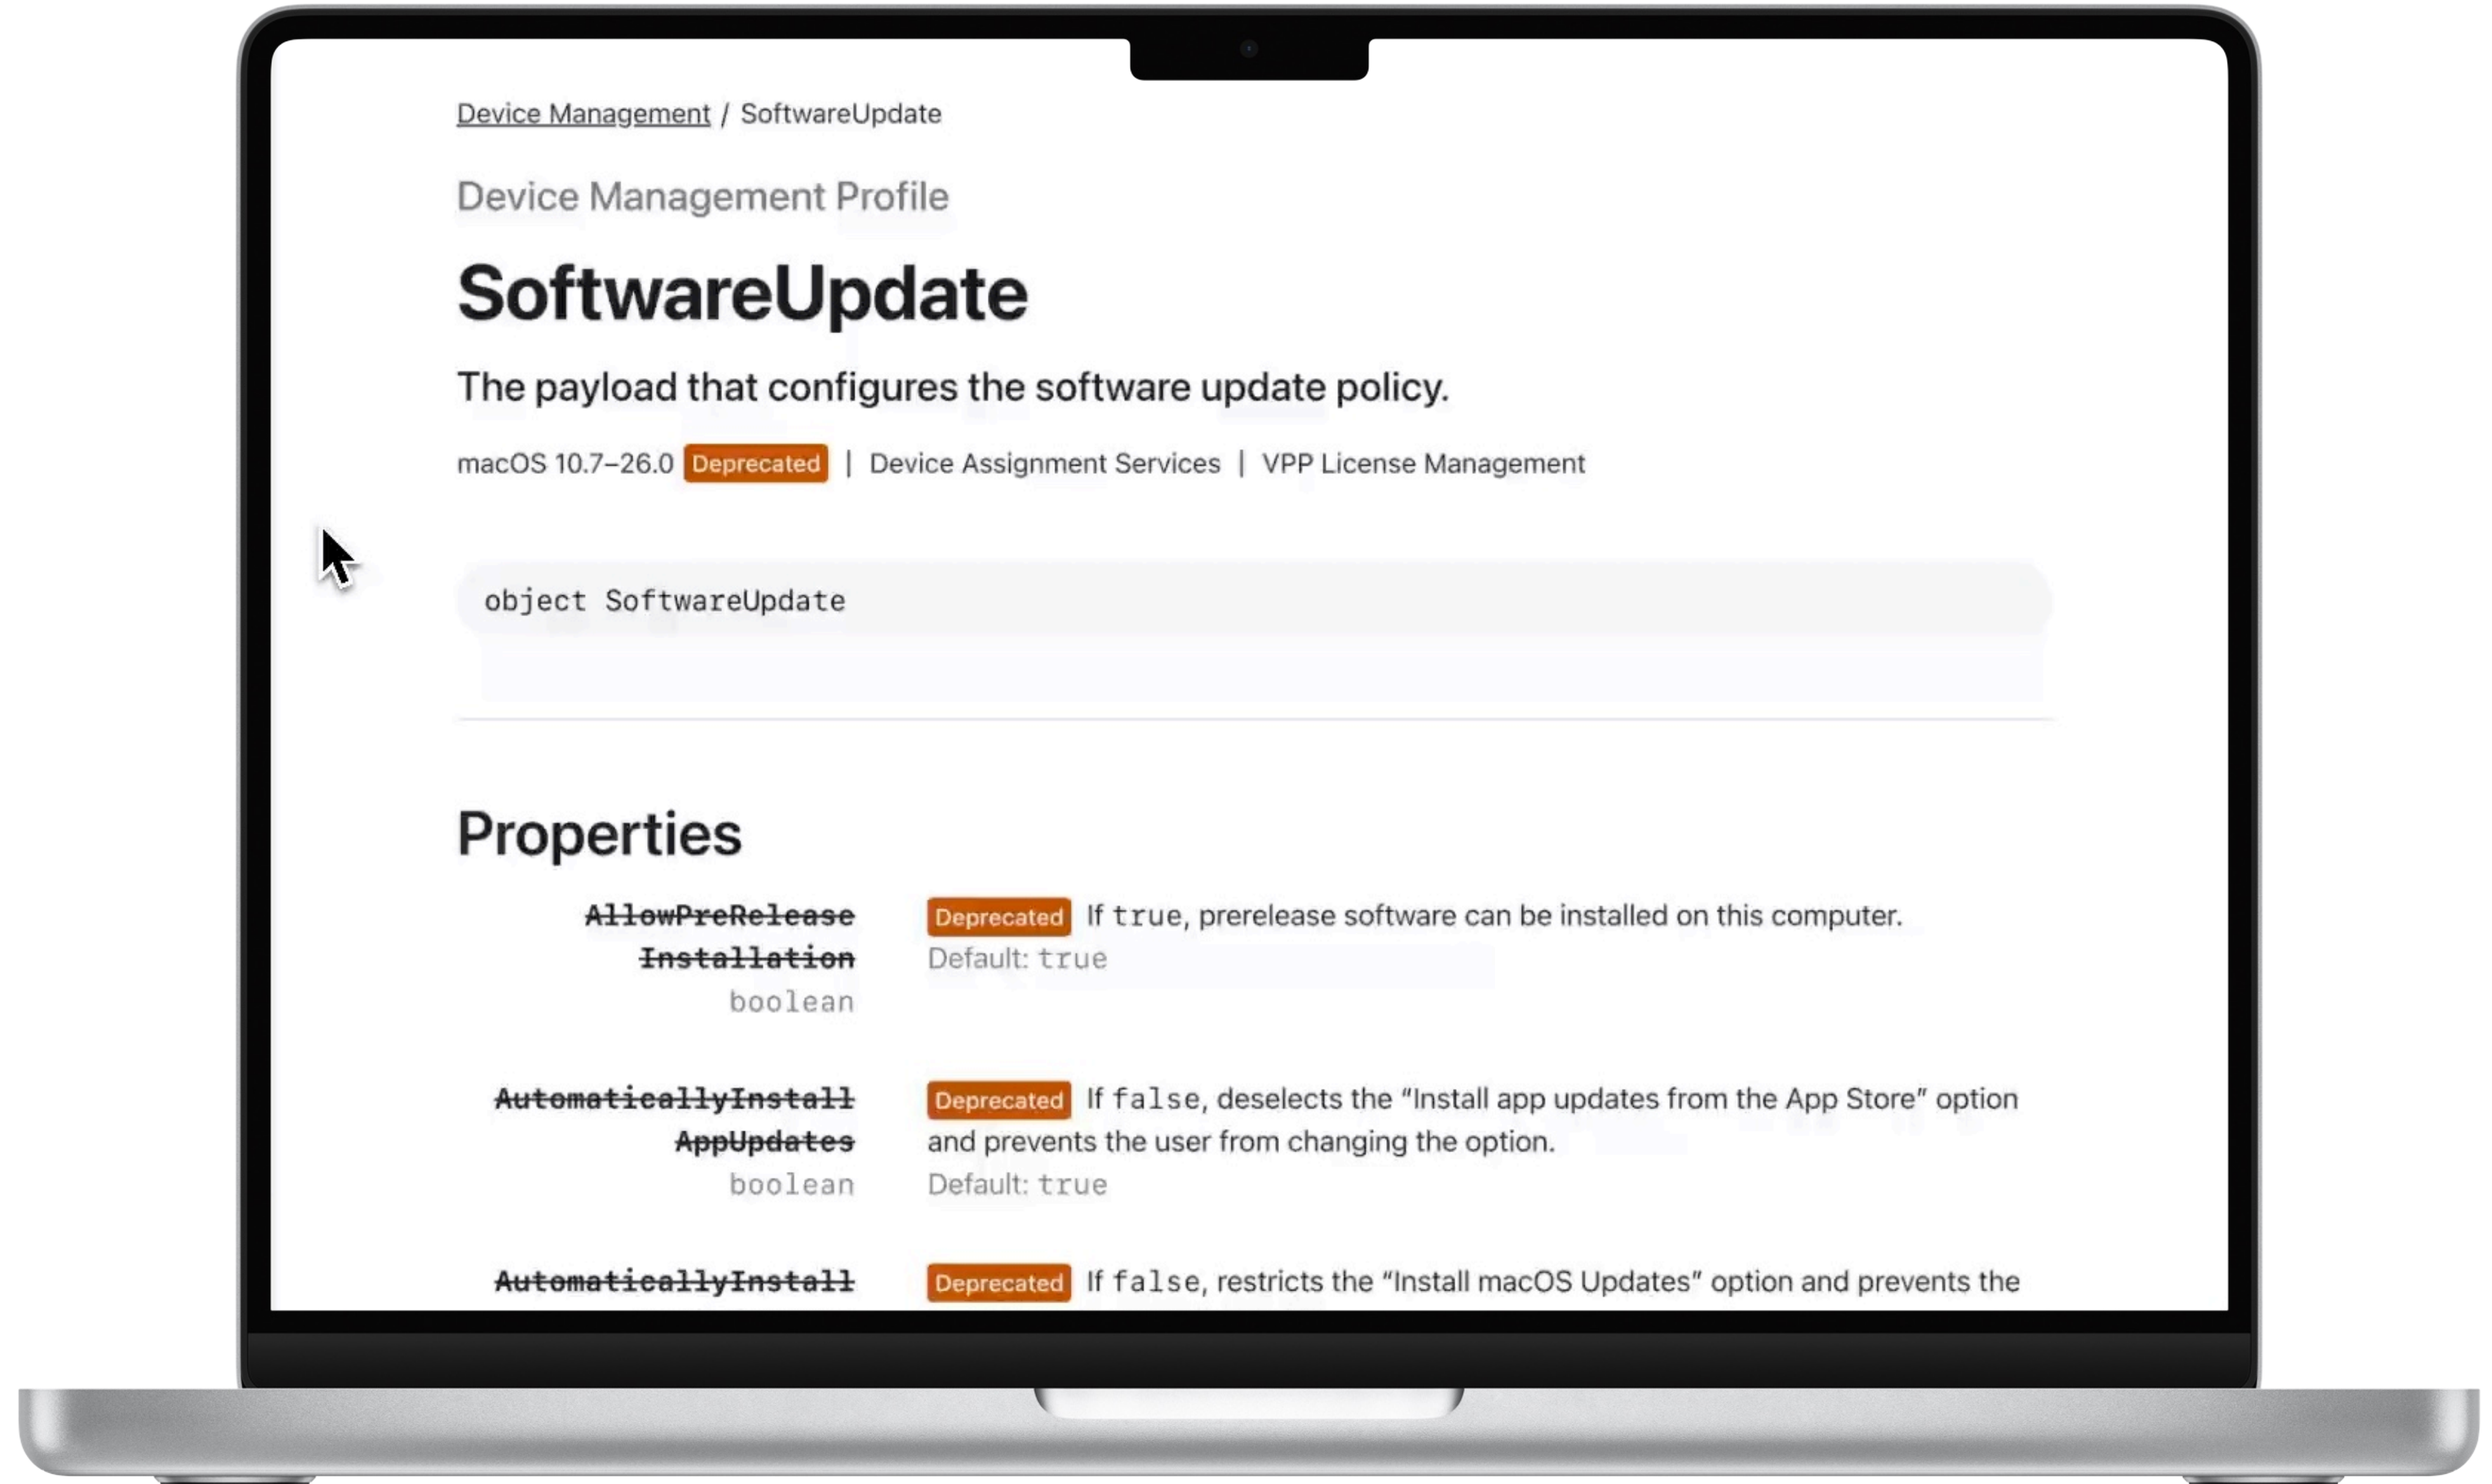 Device Management / SoftwareUpdate
Device Management Profile
SoftwareUpdate
The payload that configures the software update policy.
macOS 10.7–26.0 Deprecated | Device Assignment Services | VPP License Management
object SoftwareUpdate
Properties
AllowPreRelease
Installation
boolean
Deprecated If true, prerelease software can be installed on this computer.
Default: true
AutomaticallyInstall
AppUpdates
boolean
Deprecated If false, deselects the “Install app updates from the App Store” option
and prevents the user from changing the option.
Default: true
AutomaticallyInstall
Deprecated If false, restricts the “Install macOS Updates” option and prevents the